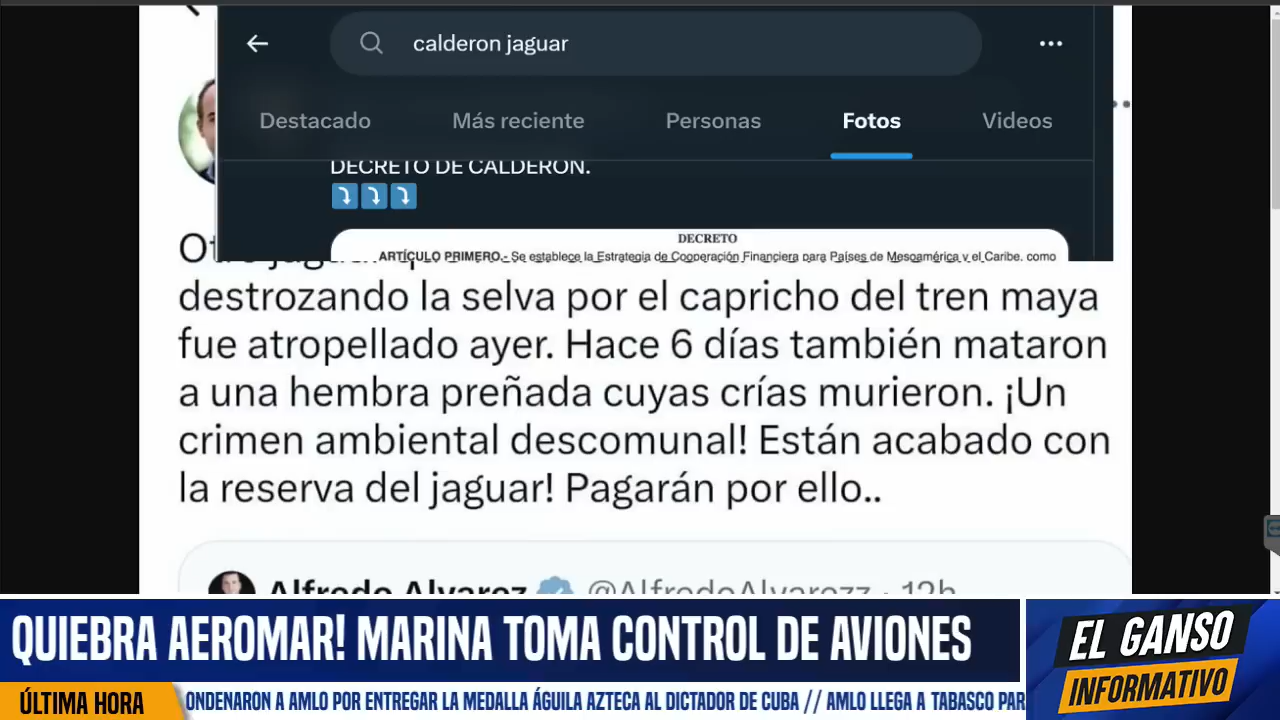 calderon jaguar
Destacado Más reciente Personas Fotos Videos
DECRETO DE CALDERON.
DECRETO
ARTÍCULO PRIMERO.- Se establece la Estrategia de Cooperación Financiera para Países de Mesoamérica y el Caribe, como
destrozando la selva por el capricho del tren maya
fue atropellado ayer. Hace 6 días también mataron
a una hembra preñada cuyas crías murieron. ¡Un
crimen ambiental descomunal! Están acabado con
la reserva del jaguar! Pagarán por ello..
Alfredo Alvarez @AlfredoAlvarezz · 12h
QUIEBRA AEROMAR! MARINA TOMA CONTROL DE AVIONES
EL GANSO
INFORMATIVO
ÚLTIMA HORA
ONDENARON A AMLO POR ENTREGAR LA MEDALLA ÁGUILA AZTECA AL DICTADOR DE CUBA // AMLO LLEGA A TABASCO PAR